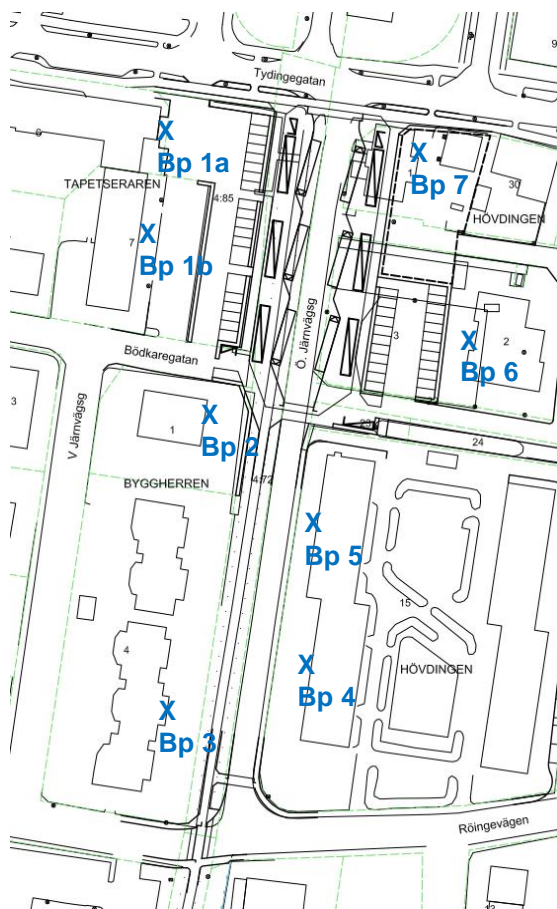 Tydingegatan
9
X
Bp 1a
6
TAPETSERAREN
4:85
X
Bp 1b
7
X
Bp 7
1
30
HÖVDINGEN
Ö. Järnvägsg
3
X
Bp 6
2
Bödkaregatan
V Järnvägsg
3
X
Bp 2
1
24
BYGGHERREN
4:72
X
Bp 5
15
4
X
Bp 4
HÖVDINGEN
X
Bp 3
Röingevägen